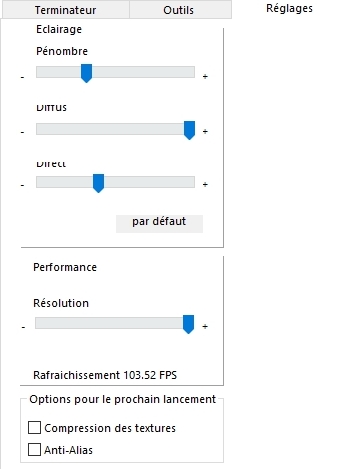 Terminateur Outils Réglages
Eclairage
Pénombre
- +
Diffus
- +
Direct
- +
par défaut
Performance
Résolution
- +
Rafraichissement 103.52 FPS
Options pour le prochain lancement
Compression des textures
Anti-Alias